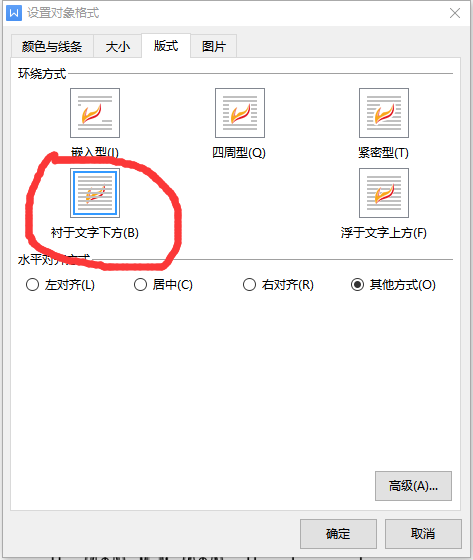 设置对象格式
颜色与线条 大小 版式 图片
环绕方式
嵌入型(I) 四周型(Q) 紧密型(T)
衬于文字下方(B) 浮于文字上方(F)
水平对齐方式
左对齐(L) 居中(C) 右对齐(R) 其他方式(O)
高级(A)...
确定 取消